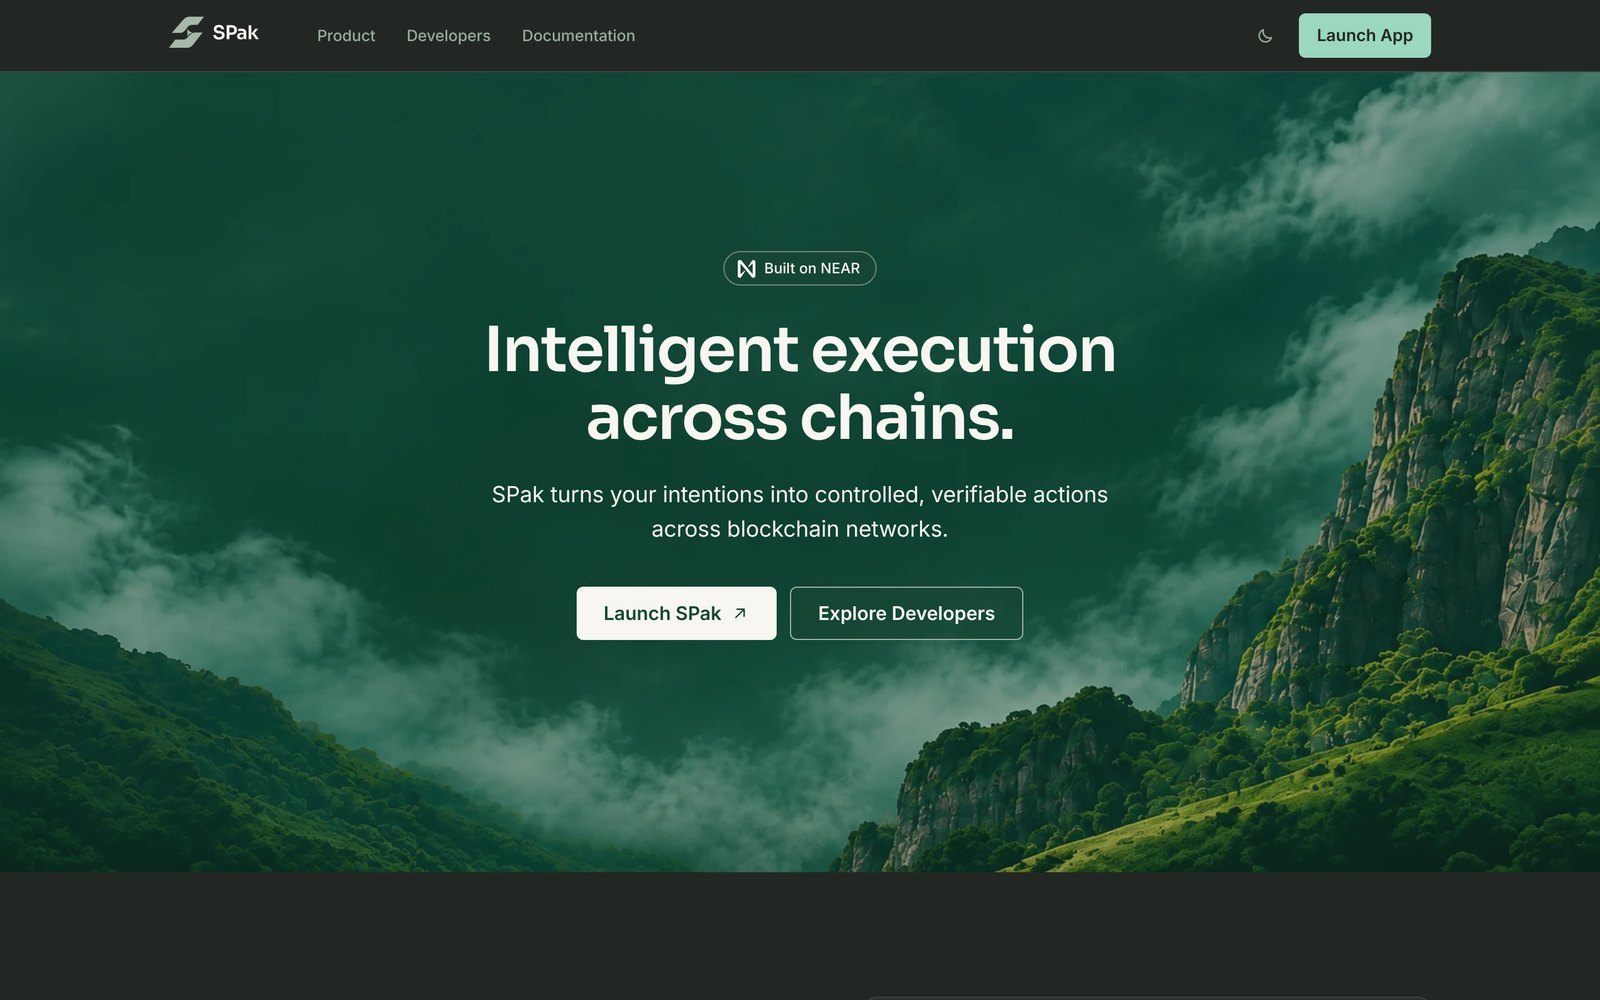 SPak
Product
Developers
Documentation
Launch App
Built on NEAR
Intelligent execution
across chains.
SPak turns your intentions into controlled, verifiable actions
across blockchain networks.
Launch SPak
Explore Developers